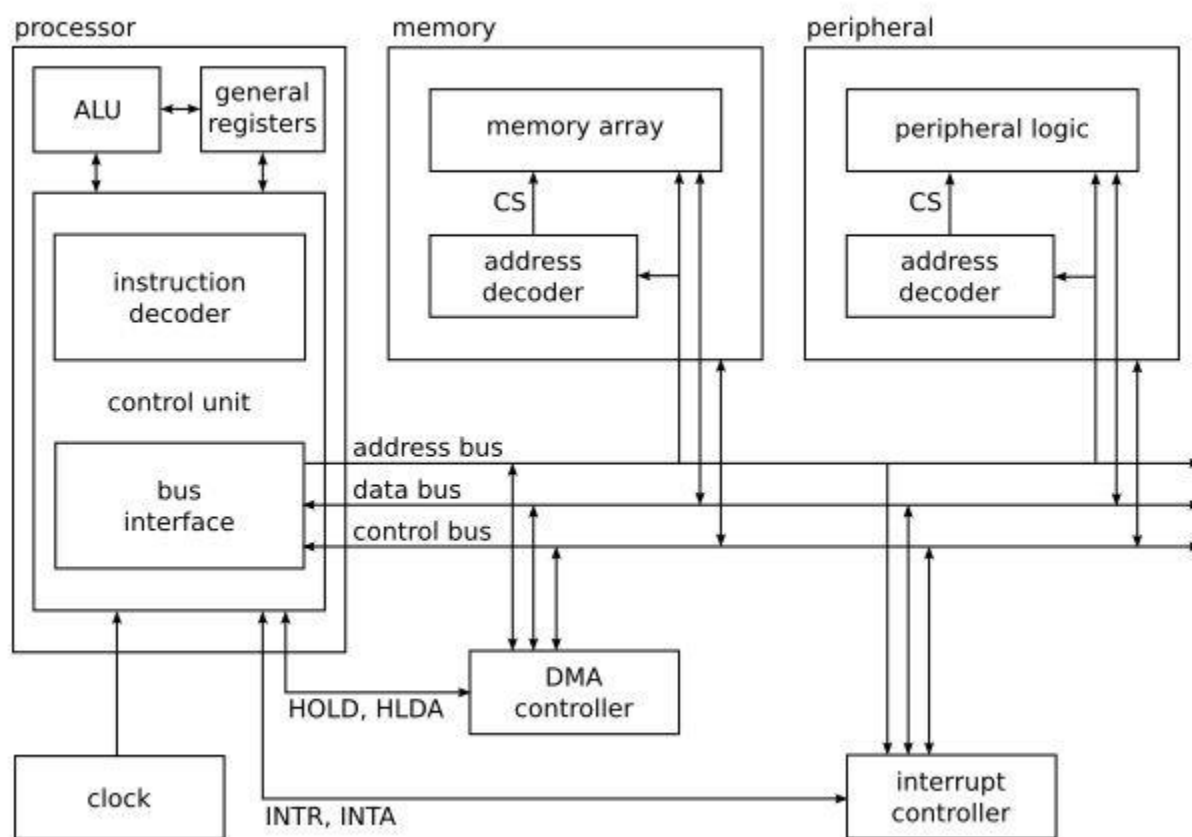 processor
memory
peripheral
ALU
general
registers
memory array
peripheral logic
CS
CS
address
decoder
address
decoder
instruction
decoder
control unit
address bus
bus
interface
data bus
control bus
DMA
controller
HOLD, HLDA
clock
interrupt
controller
INTR, INTA